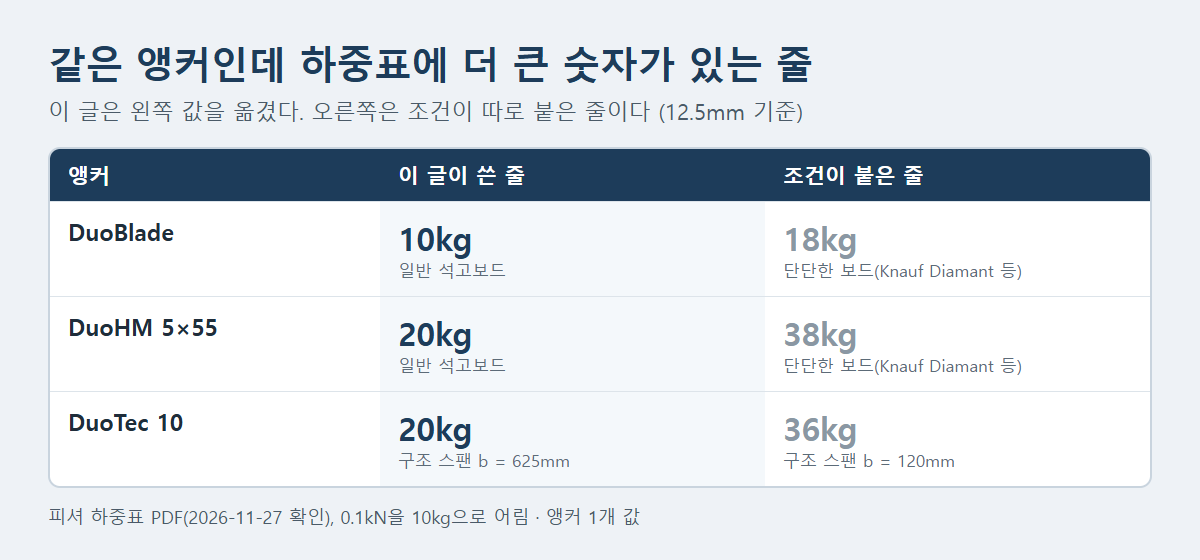 같은 앵커인데 하중표에 더 큰 숫자가 있는 줄
이 글은 왼쪽 값을 옮겼다. 오른쪽은 조건이 따로 붙은 줄이다 (12.5mm 기준)
앵커 이 글이 쓴 줄 조건이 붙은 줄
DuoBlade 10kg 18kg
일반 석고보드 단단한 보드(Knauf Diamant 등)
DuoHM 5×55 20kg 38kg
일반 석고보드 단단한 보드(Knauf Diamant 등)
DuoTec 10 20kg 36kg
구조 스팬 b = 625mm 구조 스팬 b = 120mm
피셔 하중표 PDF(2026-11-27 확인), 0.1kN을 10kg으로 어림 · 앵커 1개 값